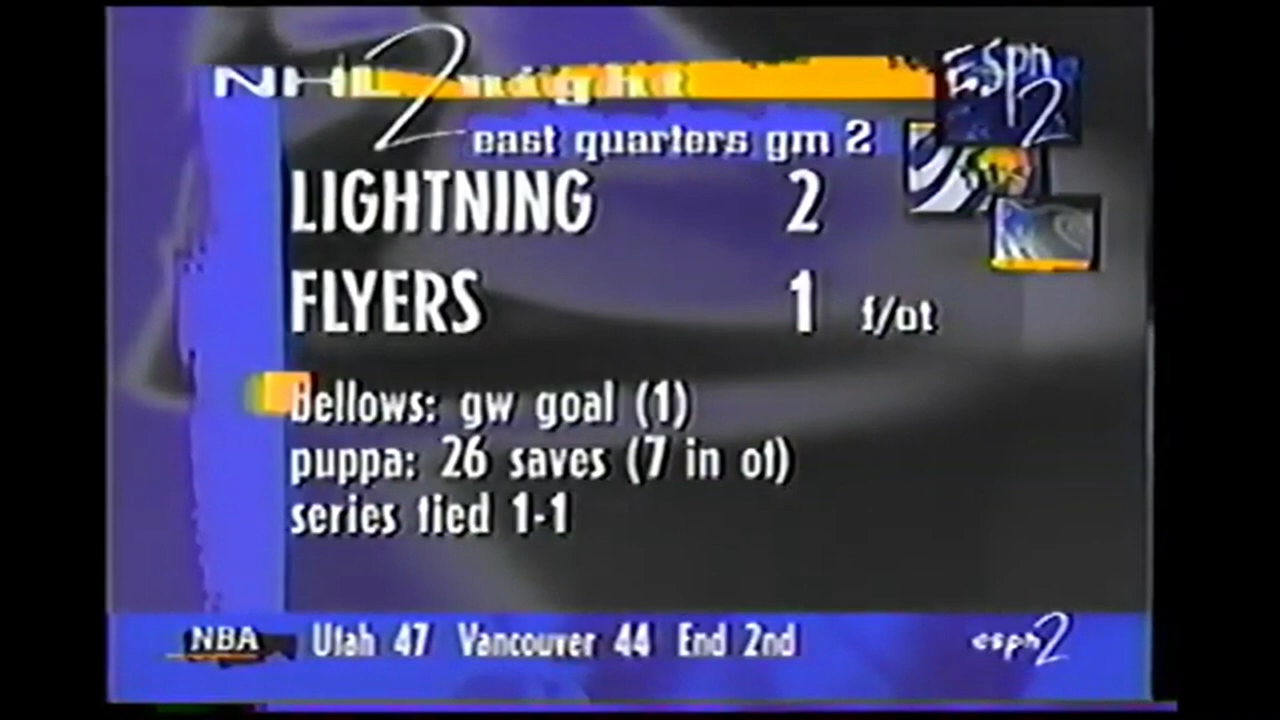 NHL 2night
ESPN 2
east quarters gm 2
LIGHTNING 2
FLYERS 1 f/ot
bellows: gw goal (1)
puppa: 26 saves (7 in ot)
series tied 1-1
NBA Utah 47 Vancouver 44 End 2nd espn2